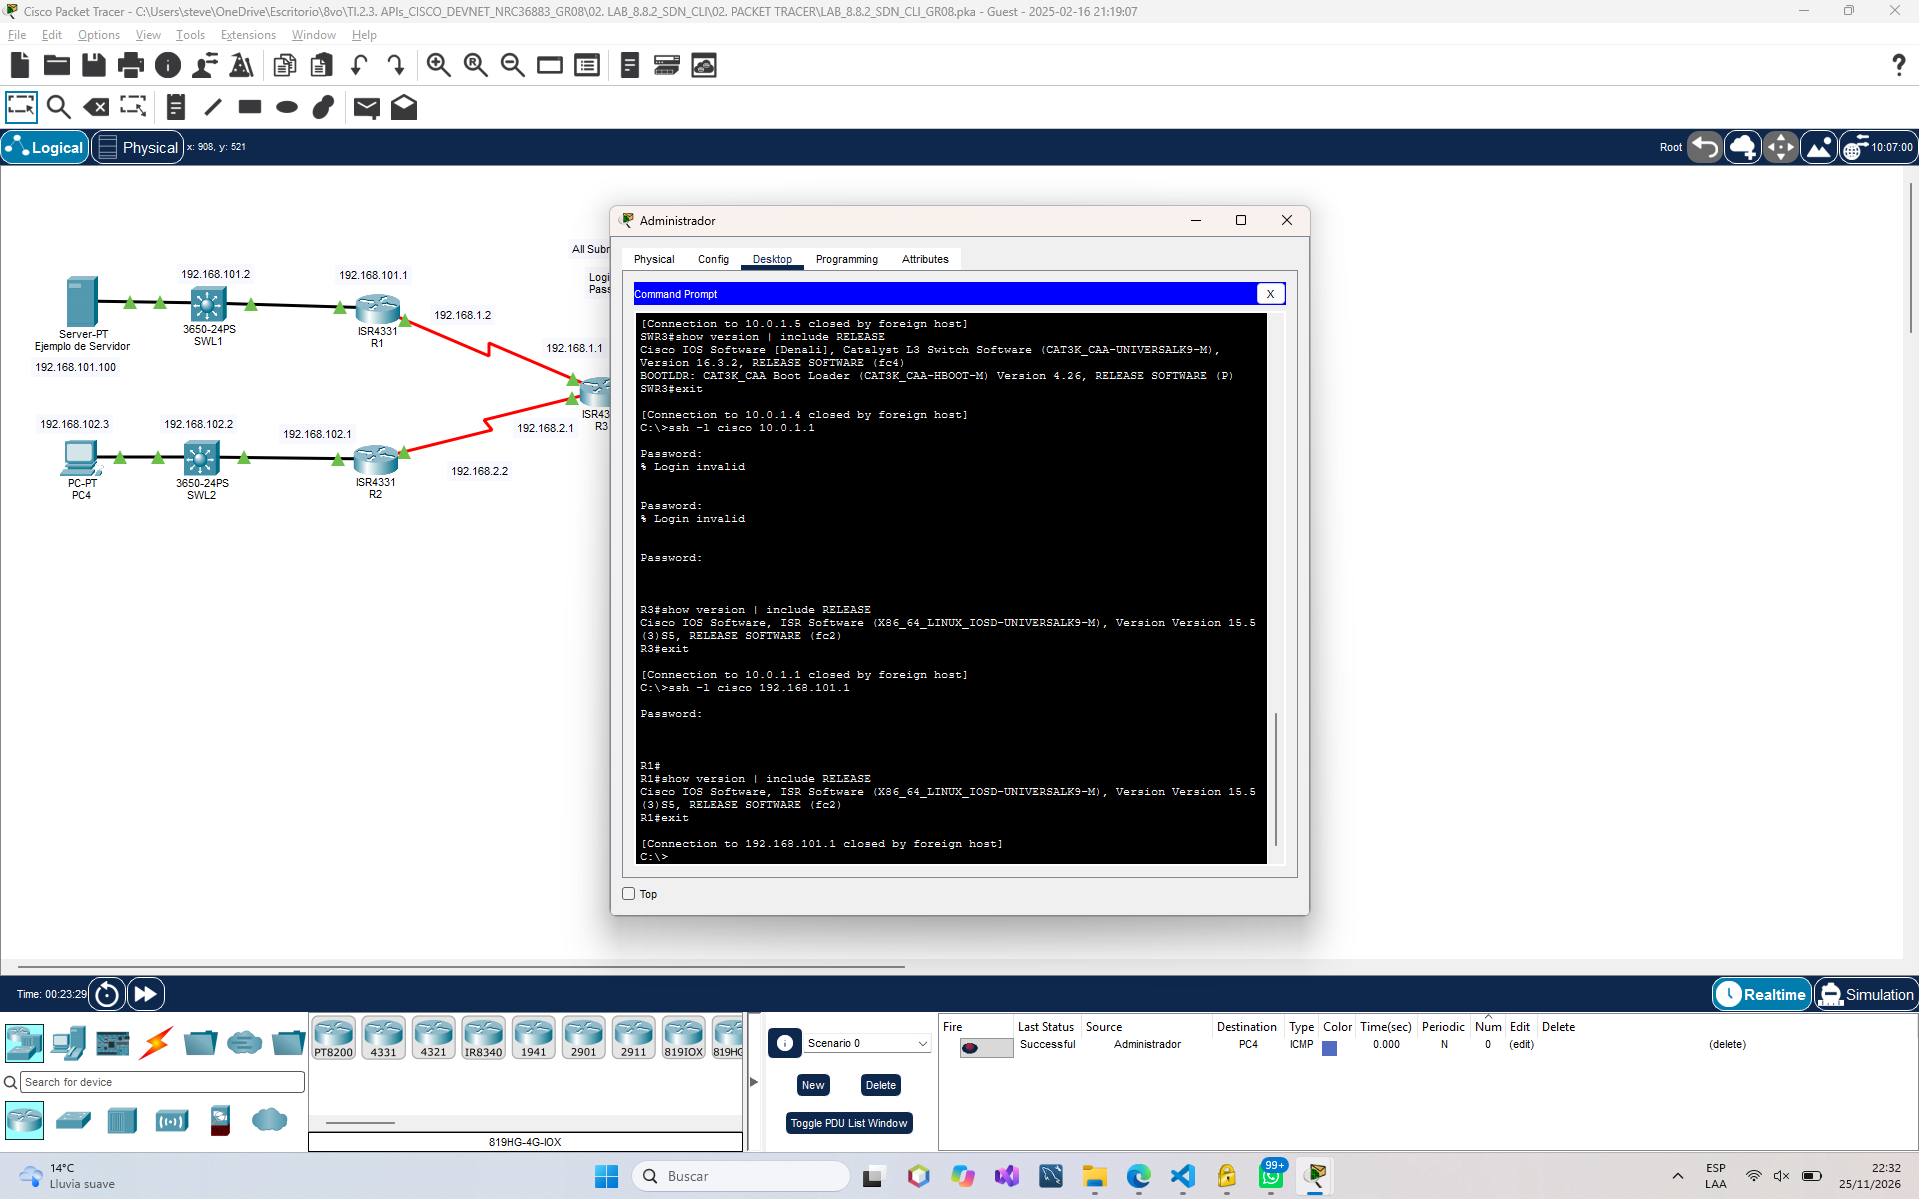 Cisco Packet Tracer - C:\Users\steve\OneDrive\Escritorio\8vo\TI.2.3. APIs_CISCO_DEVNET_NRC36883_GR08\02. LAB_8.8.2_SDN_CLI\02. PACKET TRACER\LAB_8.8.2_SDN_CLI_GR08.pka - Guest - 2025-02-16 21:19:07
File Edit Options View Tools Extensions Window Help
Logical Physical x: 908, y: 521 Root 10:07:00
Administrador
Physical Config Desktop Programming Attributes
Command Prompt X
[Connection to 10.0.1.5 closed by foreign host]
SWR3#show version | include RELEASE
Cisco IOS Software [Denali], Catalyst L3 Switch Software (CAT3K_CAA-UNIVERSALK9-M),
Version 16.3.2, RELEASE SOFTWARE (fc4)
BOOTLDR: CAT3K_CAA Boot Loader (CAT3K_CAA-HBOOT-M) Version 4.26, RELEASE SOFTWARE (P)
SWR3#exit
[Connection to 10.0.1.4 closed by foreign host]
C:\>ssh -l cisco 10.0.1.1
Password:
% Login invalid
Password:
% Login invalid
Password:
R3#show version | include RELEASE
Cisco IOS Software, ISR Software (X86_64_LINUX_IOSD-UNIVERSALK9-M), Version Version 15.5
(3)S5, RELEASE SOFTWARE (fc2)
R3#exit
[Connection to 10.0.1.1 closed by foreign host]
C:\>ssh -l cisco 192.168.101.1
Password:
R1#
R1#show version | include RELEASE
Cisco IOS Software, ISR Software (X86_64_LINUX_IOSD-UNIVERSALK9-M), Version Version 15.5
(3)S5, RELEASE SOFTWARE (fc2)
R1#exit
[Connection to 192.168.101.1 closed by foreign host]
C:\>
Top
All Subn
Logi
Pass
192.168.101.2
192.168.101.1
192.168.1.2
192.168.1.1
Server-PT
Ejemplo de Servidor
192.168.101.100
3650-24PS
SWL1
ISR4331
R1
ISR43
R3
192.168.102.3
192.168.102.2
192.168.102.1
192.168.2.1
192.168.2.2
PC-PT
PC4
3650-24PS
SWL2
ISR4331
R2
Time: 00:23:29 Realtime Simulation
PT8200 4331 4321 IR8340 1941 2901 2911 819IOX 819HG
Search for device
819HG-4G-IOX
Scenario 0
New Delete
Toggle PDU List Window
Fire Last Status Source Destination Type Color Time(sec) Periodic Num Edit Delete
Successful Administrador PC4 ICMP 0.000 N 0 (edit) (delete)
14°C
Lluvia suave
Buscar
99+
ESP
LAA
22:32
25/11/2026